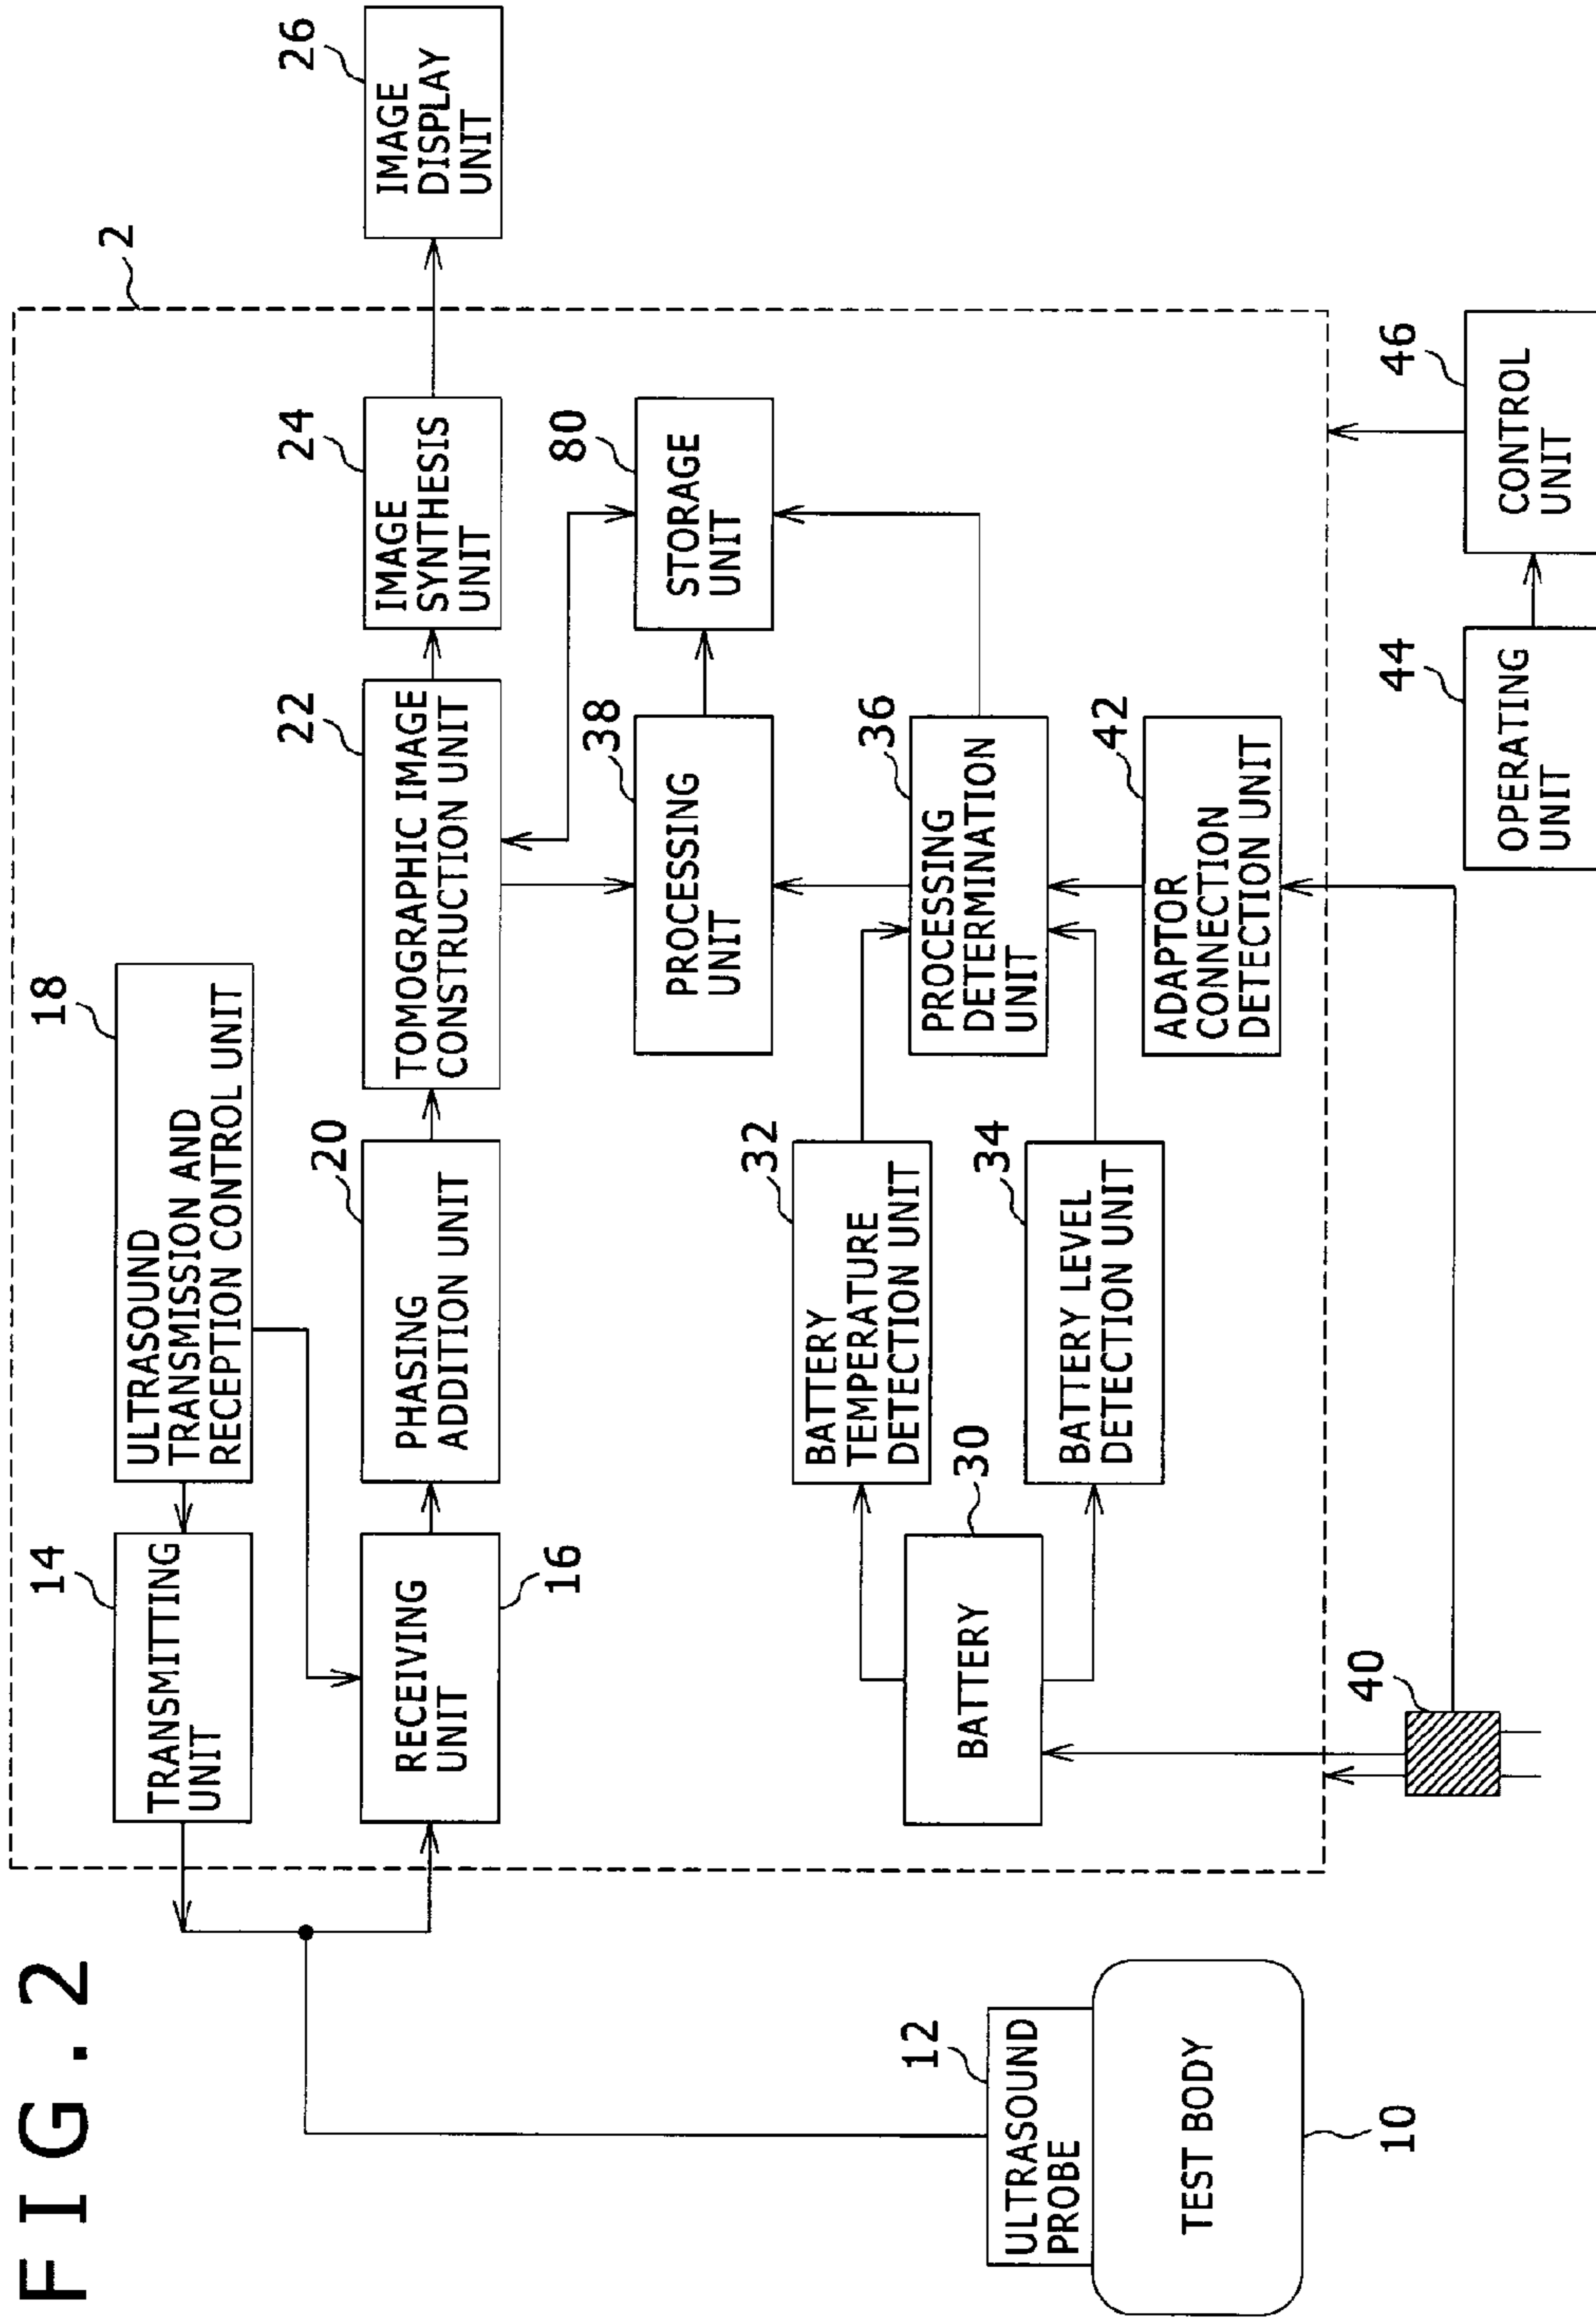 FIG. 2
2
18
ULTRASOUND
TRANSMISSION AND
RECEPTION CONTROL UNIT
14
TRANSMITTING
UNIT
RECEIVING
UNIT
16
20
PHASING
ADDITION UNIT
22
TOMOGRAPHIC IMAGE
CONSTRUCTION UNIT
24
IMAGE
SYNTHESIS
UNIT
26
IMAGE
DISPLAY
UNIT
38
PROCESSING
UNIT
80
STORAGE
UNIT
32
BATTERY
TEMPERATURE
DETECTION UNIT
36
PROCESSING
DETERMINATION
UNIT
30
BATTERY
34
BATTERY LEVEL
DETECTION UNIT
42
ADAPTOR
CONNECTION
DETECTION UNIT
12
ULTRASOUND
PROBE
TEST BODY
10
40
44
OPERATING
UNIT
46
CONTROL
UNIT